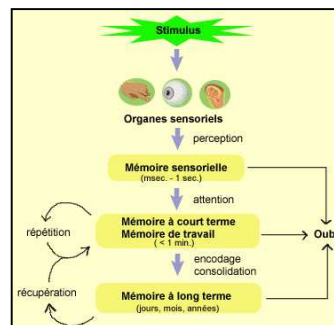 Stimulus
Organes sensoriels
perception
Mémoire sensorielle
(msec. - 1 sec.)
attention
Mémoire à court terme
Mémoire de travail
(< 1 min.)
répétition
Oub
encodage
consolidation
récupération
Mémoire à long terme
(jours, mois, années)